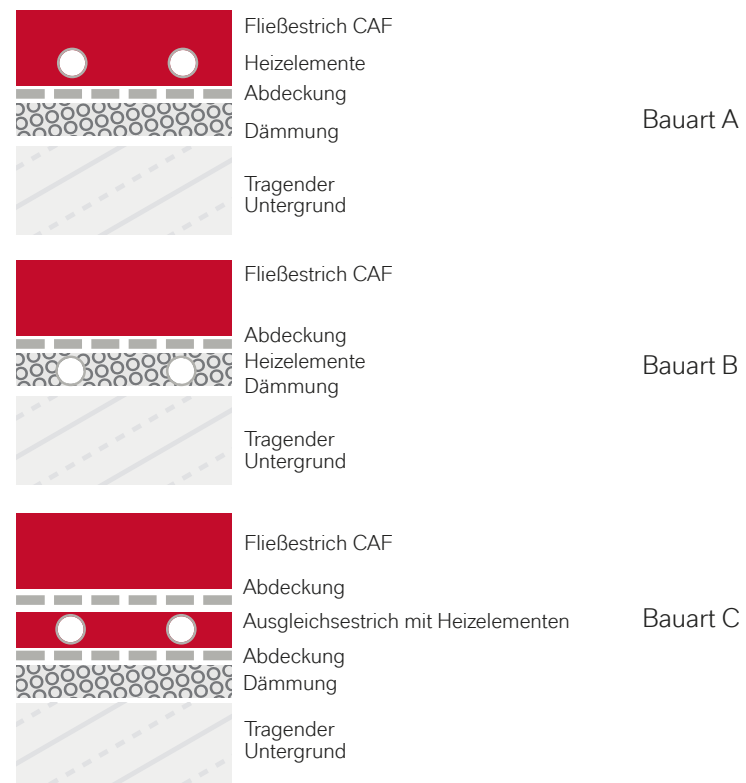 Fließestrich CAF
Heizelemente
Abdeckung
Dämmung
Bauart A
Tragender
Untergrund
Fließestrich CAF
Abdeckung
Heizelemente
Bauart B
Dämmung
Tragender
Untergrund
Fließestrich CAF
Abdeckung
Ausgleichsestrich mit Heizelementen
Bauart C
Abdeckung
Dämmung
Tragender
Untergrund